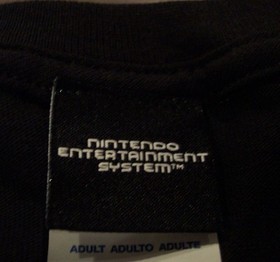 NINTENDO
ENTERTAINMENT
SYSTEM™
ADULT ADULTO ADULTE